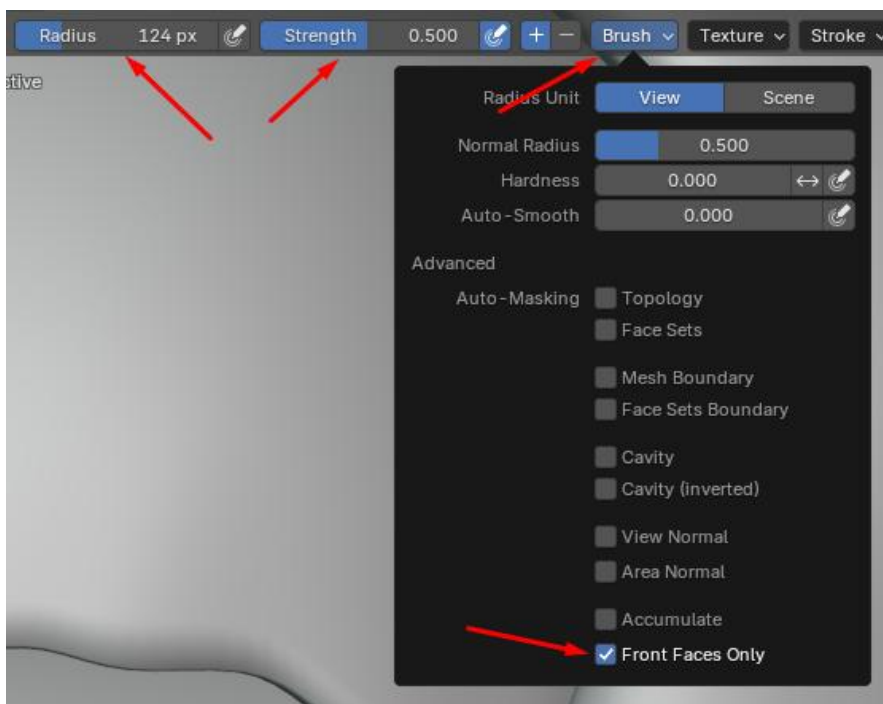 Radius 124 px Strength 0.500 + − Brush Texture Stroke
ctive
Radius Unit View Scene
Normal Radius 0.500
Hardness 0.000
Auto-Smooth 0.000
Advanced
Auto-Masking Topology
Face Sets
Mesh Boundary
Face Sets Boundary
Cavity
Cavity (inverted)
View Normal
Area Normal
Accumulate
Front Faces Only